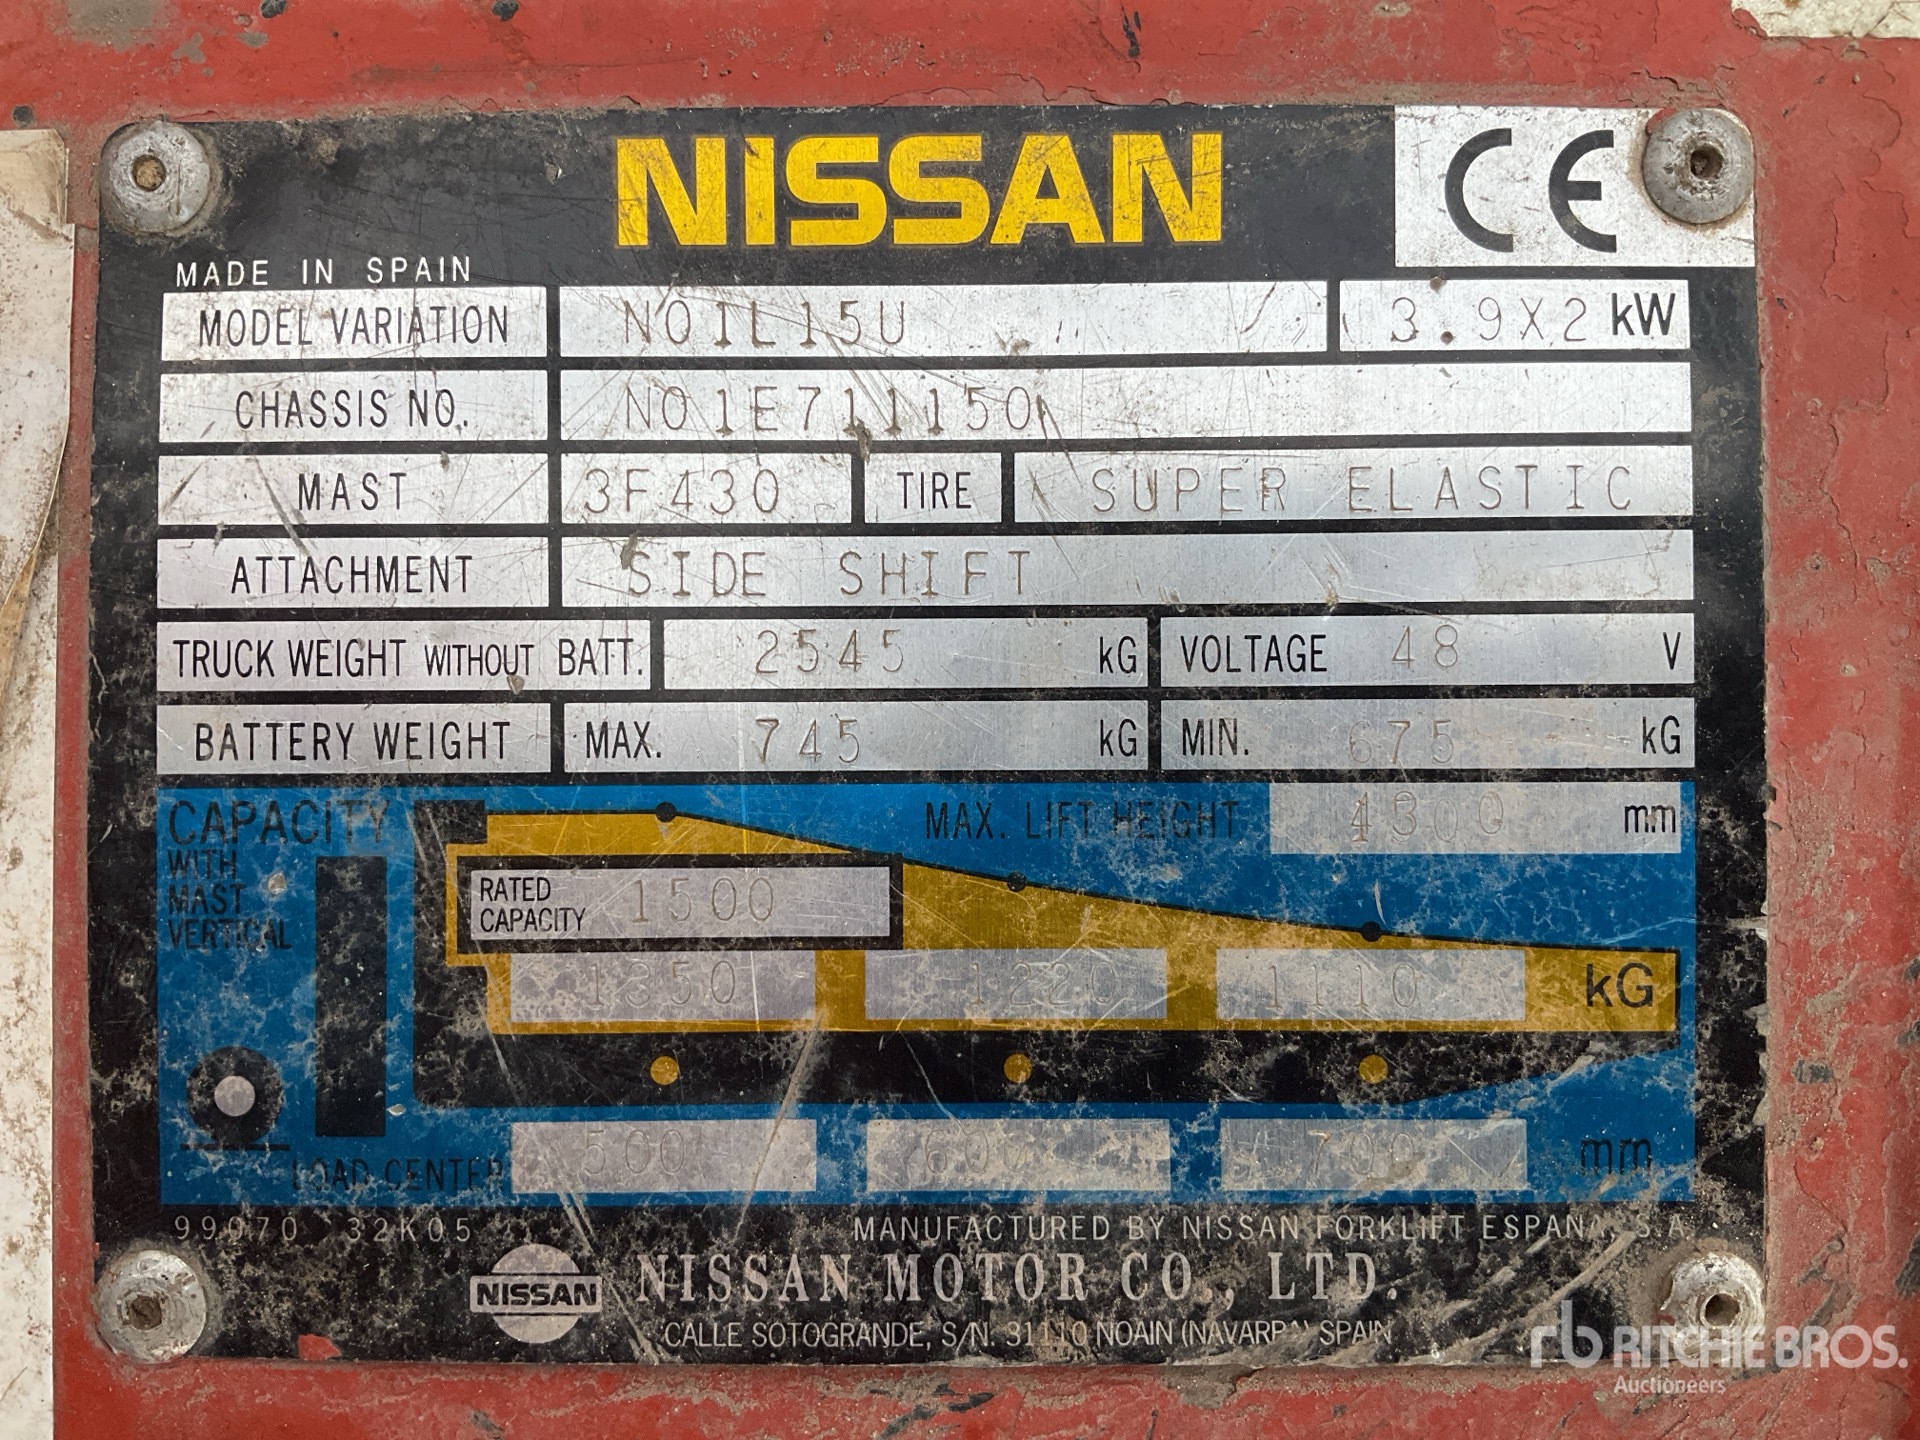 NISSAN
CE
MADE IN SPAIN
MODEL VARIATION N01L15U 3.9X2 kW
CHASSIS NO. N01E711150
MAST 3F430 TIRE SUPER ELASTIC
ATTACHMENT SIDE SHIFT
TRUCK WEIGHT WITHOUT BATT. 2545 kG VOLTAGE 48 V
BATTERY WEIGHT MAX. 745 kG MIN. 675 kG
CAPACITY WITH MAST VERTICAL
MAX. LIFT HEIGHT 4300 mm
RATED CAPACITY 1500
1350 1220 1110 kG
LOAD CENTER 500 600 700 mm
99070 32K05 MANUFACTURED BY NISSAN FORKLIFT ESPANA, S.A.
NISSAN NISSAN MOTOR CO., LTD.
CALLE SOTOGRANDE, S/N. 31110 NOAIN (NAVARRA) SPAIN
rb RITCHIE BROS.
Auctioneers